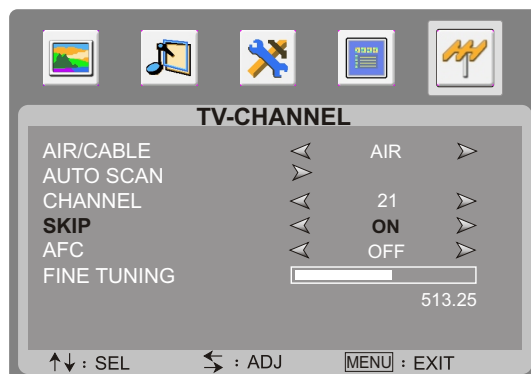 TV-CHANNEL
AIR/CABLE AIR
AUTO SCAN
CHANNEL 21
SKIP ON
AFC OFF
FINE TUNING
513.25
: SEL : ADJ MENU : EXIT